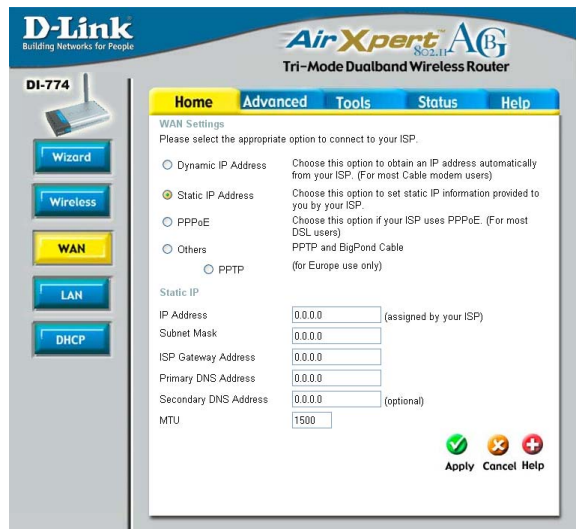 D-Link
Building Networks for People
Air Xpert 802.11 AG
Tri-Mode Dualband Wireless Router
DI-774
Home Advanced Tools Status Help
Wizard
Wireless
WAN
LAN
DHCP
WAN Settings
Please select the appropriate option to connect to your ISP.
Dynamic IP Address Choose this option to obtain an IP address automatically
from your ISP. (For most Cable modem users)
Static IP Address Choose this option to set static IP information provided to
you by your ISP.
PPPoE Choose this option if your ISP uses PPPoE. (For most
DSL users)
Others PPTP and BigPond Cable
PPTP (for Europe use only)
Static IP
IP Address 0.0.0.0 (assigned by your ISP)
Subnet Mask 0.0.0.0
ISP Gateway Address 0.0.0.0
Primary DNS Address 0.0.0.0
Secondary DNS Address 0.0.0.0 (optional)
MTU 1500
Apply Cancel Help